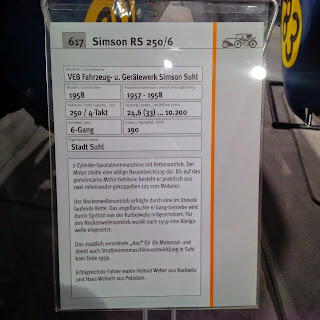 617 Simson RS 250/6
VEB Fahrzeug- u. Gerätewerk Simson Suhl
1958 1957 - 1958
250 / 4-Takt 24,6 (33) ... 10.200
6-Gang 190
Stadt Suhl
2-Zylinder-Spezialrennmaschine mit Kettenantrieb. Der
Motor stellte eine völlige Neuentwicklung dar. Bis auf das
gemeinsame Motor-Gehäuse besteht er praktisch aus
zwei miteinander gekoppelten 125 ccm-Motoren.
Der Nockenwellenantrieb erfolgte durch eine im Dreieck
laufende Kette. Das angeflanschte 6-Gang-Getriebe wird
durch Spritzöl von der Kurbelwelle mitgeschmiert. Für
den Nockenwellenantrieb wurde nach 1959 eine Königs-
welle eingesetzt.
Das staatlich verordnete „Aus" für die Motorrad- und
damit auch Straßenrennmaschinenentwicklung in Suhl
kam Ende 1959.
Erfolgreichste Fahrer waren Helmut Weber aus Rackwitz
und Hans Weinert aus Potsdam.